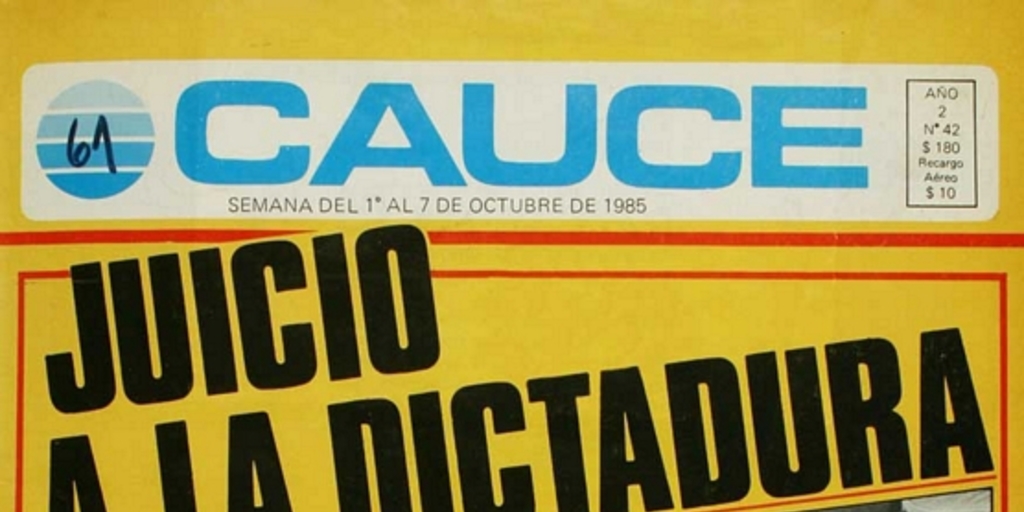 61
CAUCE
AÑO
2
N° 42
$ 180
Recargo
Aéreo
$ 10
SEMANA DEL 1° AL 7 DE OCTUBRE DE 1985
JUICIO
A LA DICTADURA